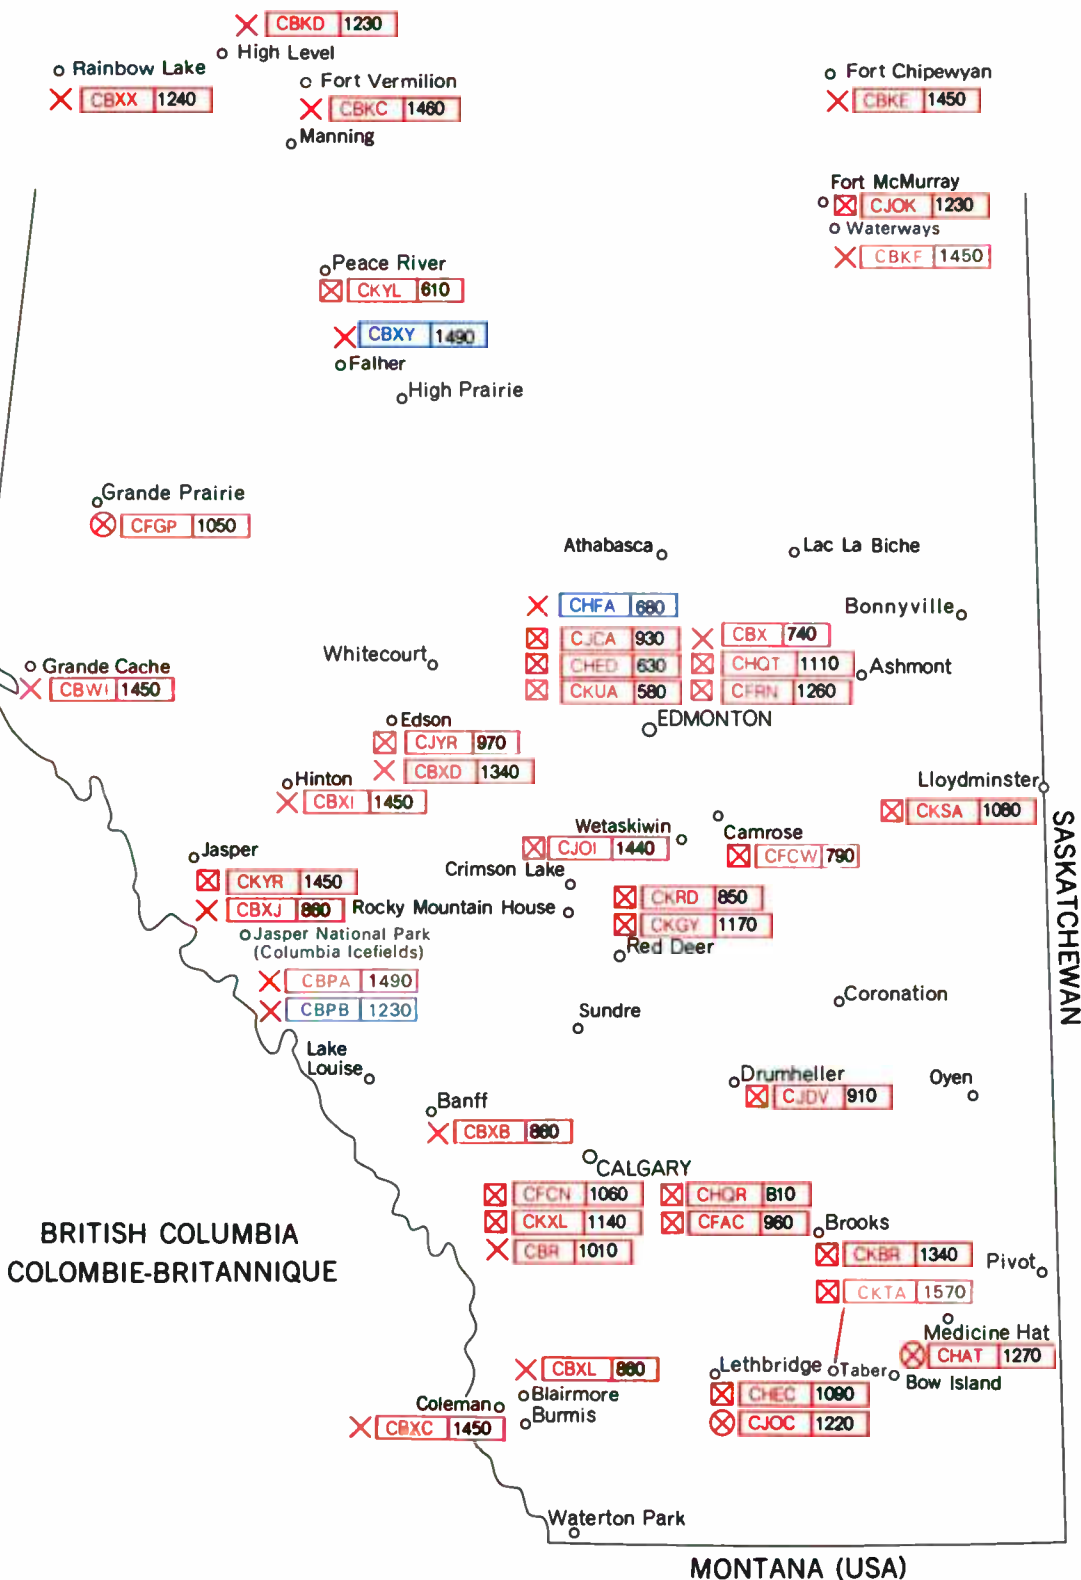 CBKD 1230
High Level
Rainbow Lake
CBXX 1240
Fort Vermilion
CBKC 1460
Manning
Fort Chipewyan
CBKE 1450
Fort McMurray
CJOK 1230
Waterways
CBKF 1450
Peace River
CKYL 610
CBXY 1490
Falher
High Prairie
Grande Prairie
CFGP 1050
Athabasca
Lac La Biche
CHFA 680
Bonnyville
CJCA 930
CBX 740
CHED 630
CHQT 1110
Ashmont
CKUA 580
CFRN 1260
EDMONTON
Whitecourt
Grande Cache
CBWI 1450
Edson
CJYR 970
CBXD 1340
Hinton
CBXI 1450
Lloydminster
CKSA 1080
Wetaskiwin
CJOI 1440
Camrose
CFCW 790
Crimson Lake
Jasper
CKYR 1450
CBXJ 860
Rocky Mountain House
CKRD 850
CKGY 1170
Red Deer
Jasper National Park
(Columbia Icefields)
CBPA 1490
CBPB 1230
SASKATCHEWAN
Coronation
Sundre
Lake
Louise
Drumheller
CJDV 910
Oyen
Banff
CBXB 860
CALGARY
CFCN 1060
CHQR 810
CKXL 1140
CFAC 960
CBR 1010
Brooks
CKBR 1340
Pivot
CKTA 1570
BRITISH COLUMBIA
COLOMBIE-BRITANNIQUE
Medicine Hat
CHAT 1270
CBXL 860
Lethbridge
Taber
Bow Island
Blairmore
CHEC 1090
Coleman
Burmis
CBXC 1450
CJOC 1220
Waterton Park
MONTANA (USA)